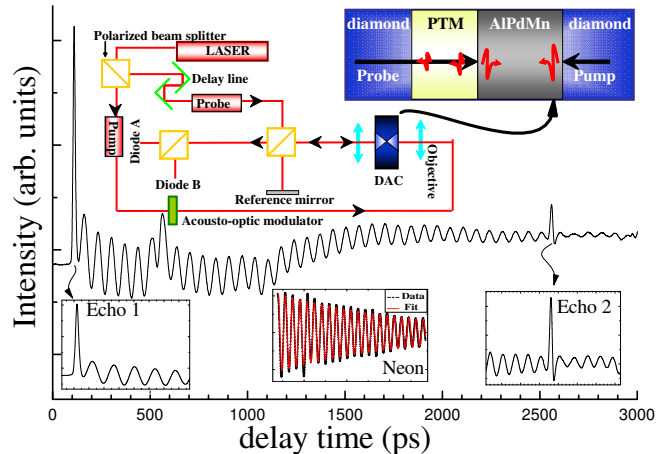 Polarized beam splitter
LASER
Delay line
Probe
Pump
Diode A
Diode B
Reference mirror
Acousto-optic modulator
DAC
Objective
diamond
PTM
AlPdMn
diamond
Probe
Pump
Intensity (arb. units)
Echo 1
Data
Fit
Neon
Echo 2
0
500
1000
1500
2000
2500
3000
delay time (ps)